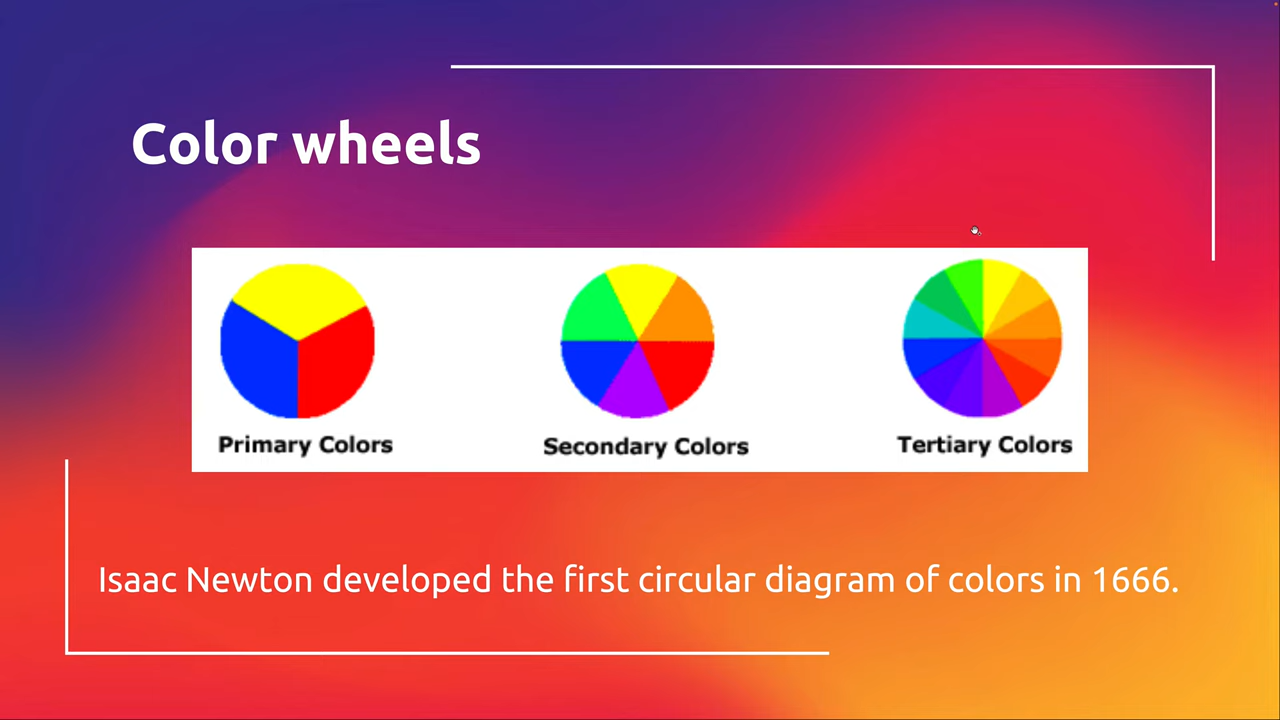 Color wheels
Primary Colors
Secondary Colors
Tertiary Colors
Isaac Newton developed the first circular diagram of colors in 1666.